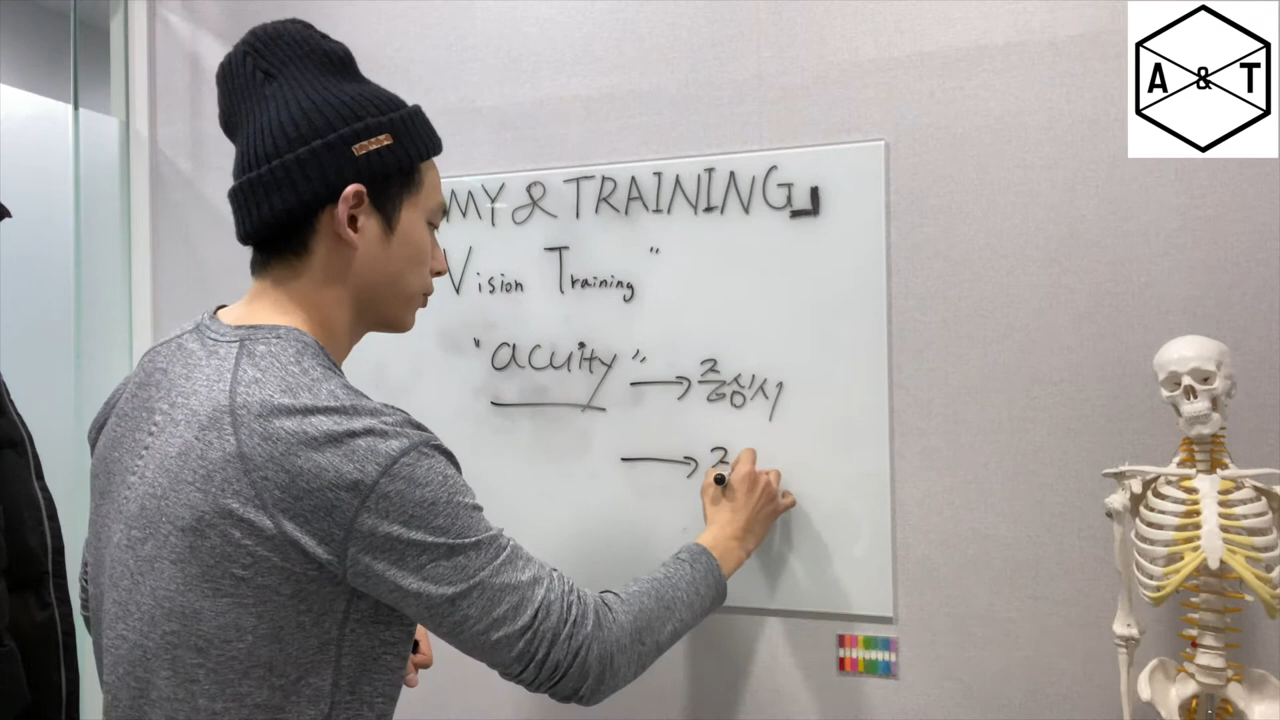 MY & TRAINING」
Vision Training"
"acuity" → 중심시
→
A & T